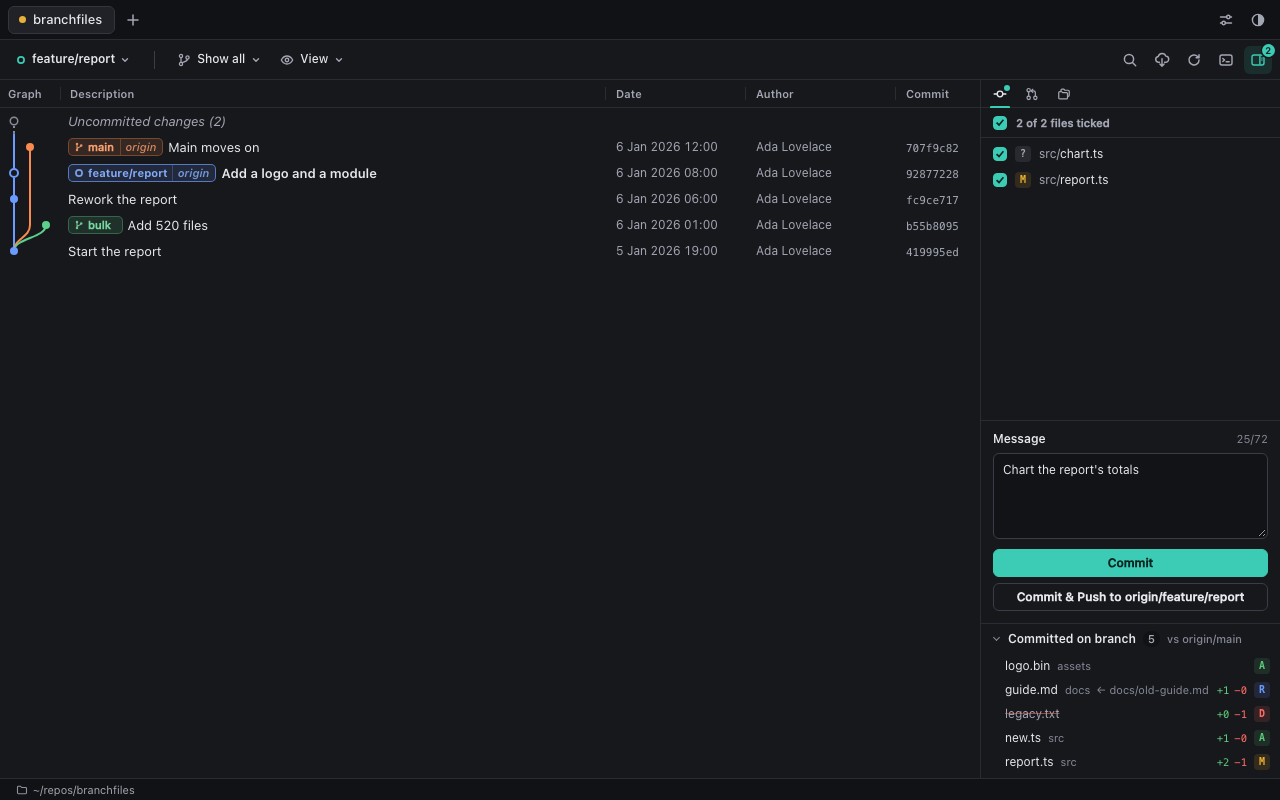 branchfiles
feature/report
Show all
View
2
Graph
Description
Date
Author
Commit
Uncommitted changes (2)
main origin Main moves on 6 Jan 2026 12:00 Ada Lovelace 707f9c82
feature/report origin Add a logo and a module 6 Jan 2026 08:00 Ada Lovelace 92877228
Rework the report 6 Jan 2026 06:00 Ada Lovelace fc9ce717
bulk Add 520 files 6 Jan 2026 01:00 Ada Lovelace b55b8095
Start the report 5 Jan 2026 19:00 Ada Lovelace 419995ed
2 of 2 files ticked
? src/chart.ts
M src/report.ts
Message 25/72
Chart the report's totals
Commit
Commit & Push to origin/feature/report
Committed on branch 5 vs origin/main
logo.bin assets A
guide.md docs ← docs/old-guide.md +1 −0 R
legacy.txt +0 −1 D
new.ts src +1 −0 A
report.ts src +2 −1 M
~/repos/branchfiles